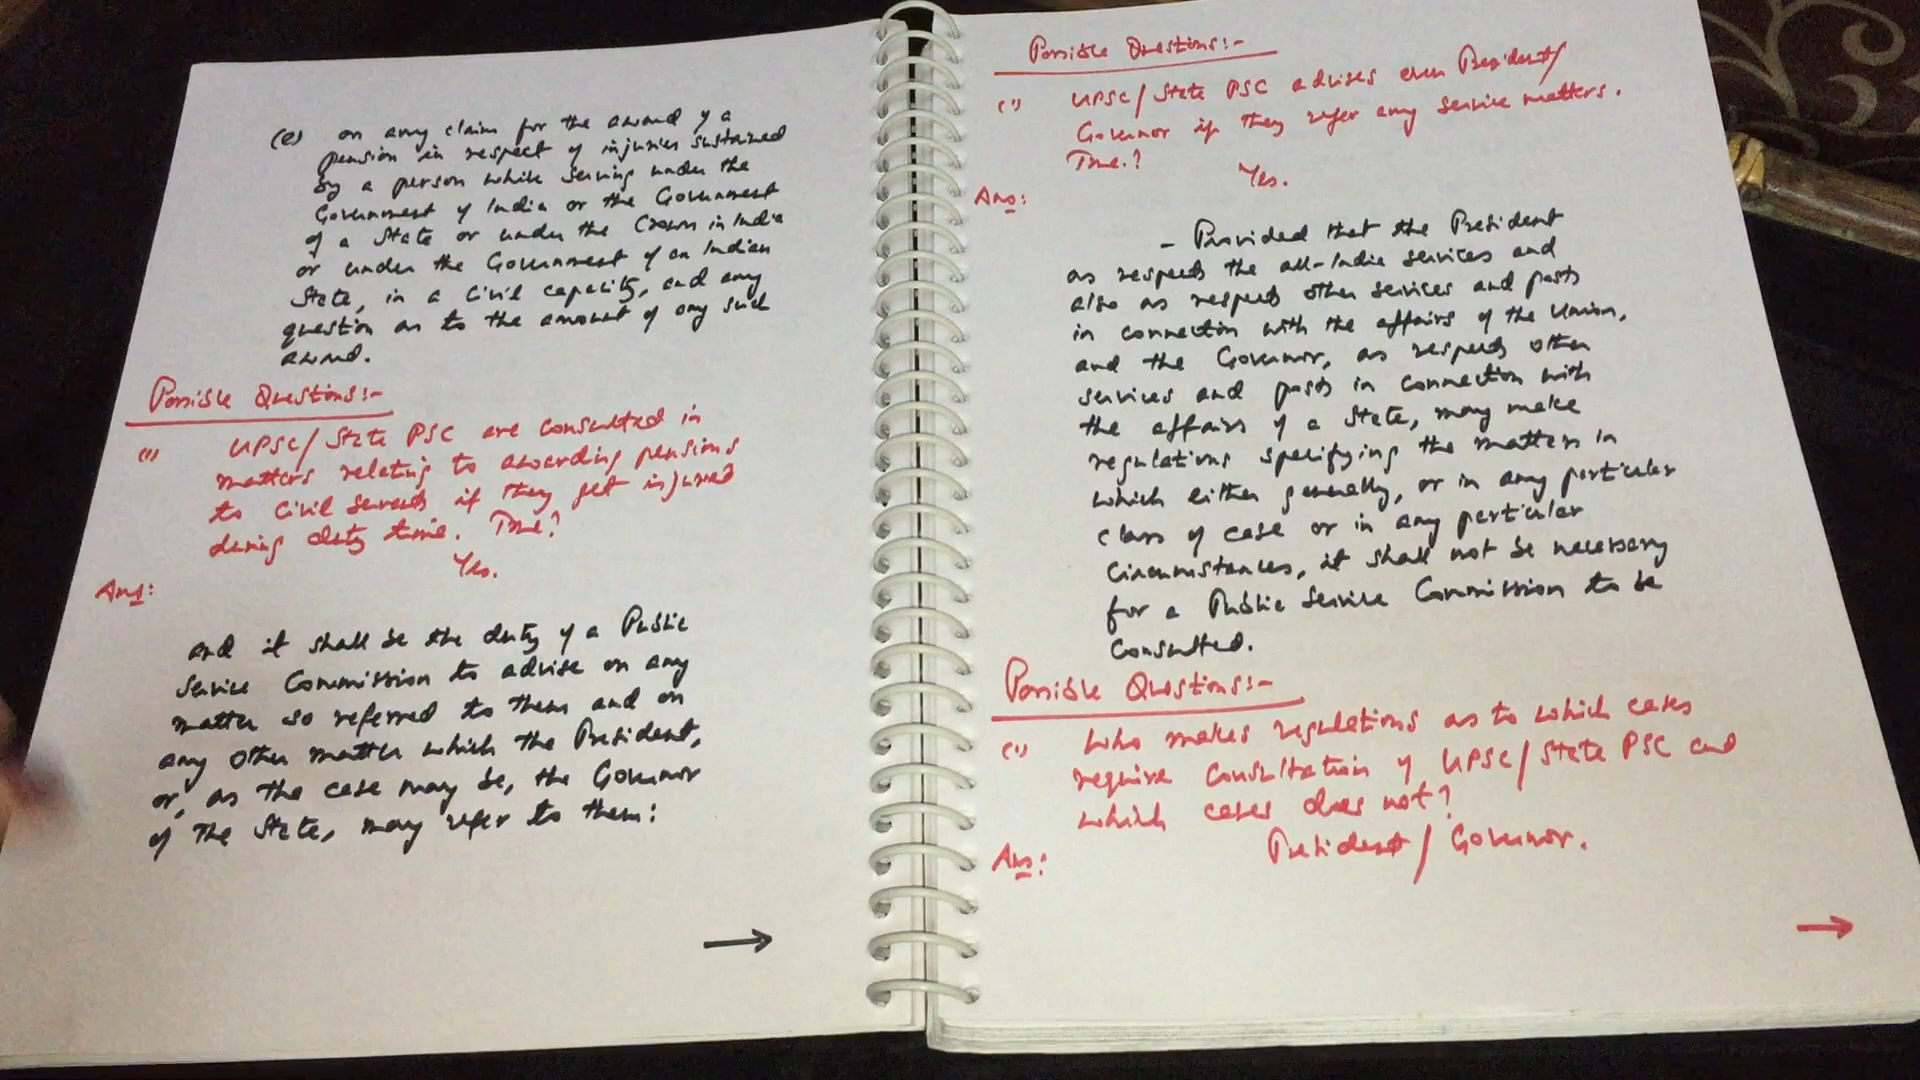 (e) on any claim for the award of a
pension in respect of injuries sustained
by a person while serving under the
Government of India or the Government
of a State or under the Crown in India
or under the Government of an Indian
State, in a civil capacity, and any
question as to the amount of any such
award.
Possible Questions:-
(1) UPSC/State PSC are consulted in
matters relating to awarding pensions
to Civil Servants if they get injured
during duty time. True?
Yes.
Ans:
and it shall be the duty of a Public
Service Commission to advise on any
matter so referred to them and on
any other matter which the President,
or, as the case may be, the Governor
of the State, may refer to them:
→
Possible Questions:-
(1) UPSC/State PSC advises even President/
Governor if they refer any service matters.
True.?
Yes.
Ans:
- Provided that the President
as respects the all-India services and
also as respects other services and posts
in connection with the affairs of the Union,
and the Governor, as respects other
services and posts in connection with
the affairs of a State, may make
regulations specifying the matters in
which either generally, or in any particular
class of case or in any particular
circumstances, it shall not be necessary
for a Public Service Commission to be
consulted.
Possible Questions:-
(1) Who makes regulations as to which cases
require consultation of UPSC/State PSC and
which cases does not?
President/Governor.
Ans:
→